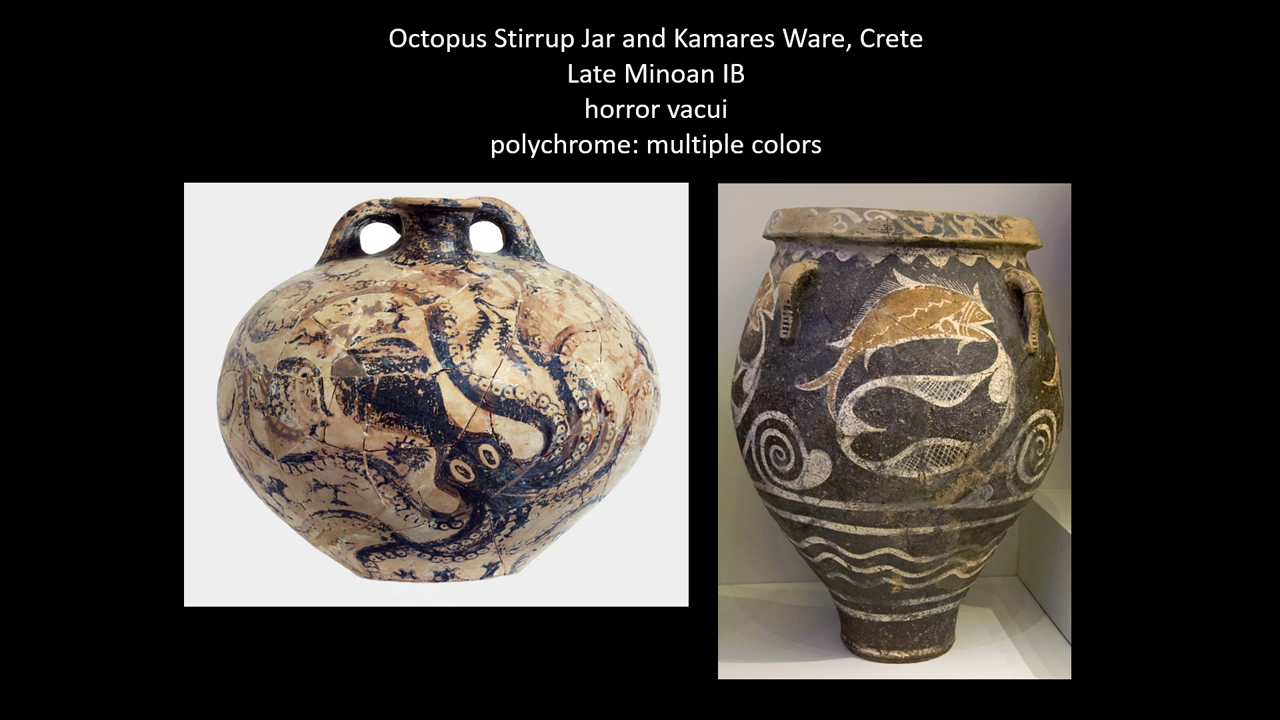 Octopus Stirrup Jar and Kamares Ware, Crete
Late Minoan IB
horror vacui
polychrome: multiple colors